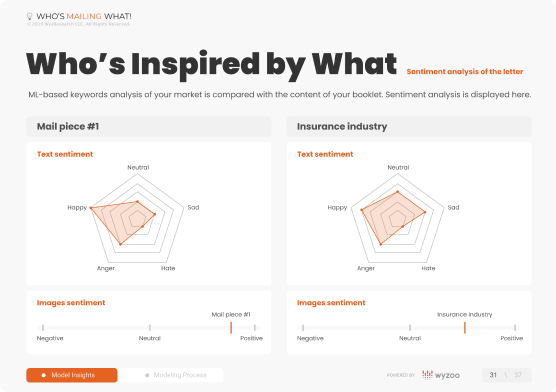 WHO'S MAILING WHAT!
© 2023 WonResearch LLC. All Rights Reserved.
Who's Inspired by What
Sentiment analysis of the letter
ML-based keywords analysis of your market is compared with the content of your booklet. Sentiment analysis is displayed here.
Mail piece #1
Text sentiment
Neutral
Happy
Sad
Anger
Hate
Images sentiment
Mail piece #1
Negative
Neutral
Positive
Insurance industry
Text sentiment
Neutral
Happy
Sad
Anger
Hate
Images sentiment
Insurance industry
Negative
Neutral
Positive
Model Insights
Modeling Process
POWERED BY wyzoo
31 \ 37